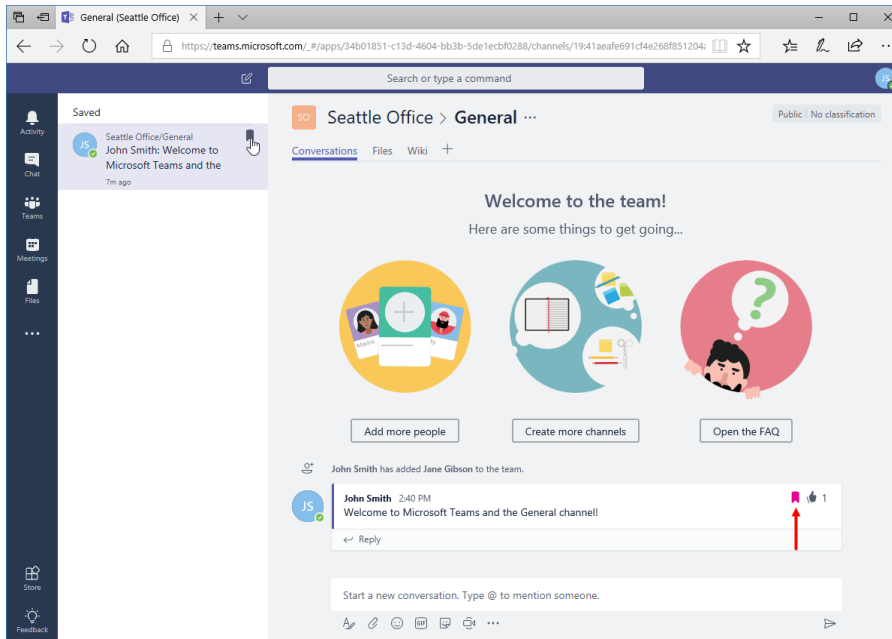 General (Seattle Office)
https://teams.microsoft.com/_#/apps/34b01851-c13d-4604-bb3b-5de1ecbf0288/channels/19:41aeafe691cf4e268f851204;
Search or type a command
JS
Activity
Chat
Teams
Meetings
Files
Store
Feedback
Saved
JS
Seattle Office/General
John Smith: Welcome to
Microsoft Teams and the
7m ago
SO
Seattle Office > General ...
Public No classification
Conversations Files Wiki +
Welcome to the team!
Here are some things to get going...
Maxine
?
Add more people
Create more channels
Open the FAQ
John Smith has added Jane Gibson to the team.
JS
John Smith 2:40 PM
1
Welcome to Microsoft Teams and the General channel!
Reply
Start a new conversation. Type @ to mention someone.
GIF